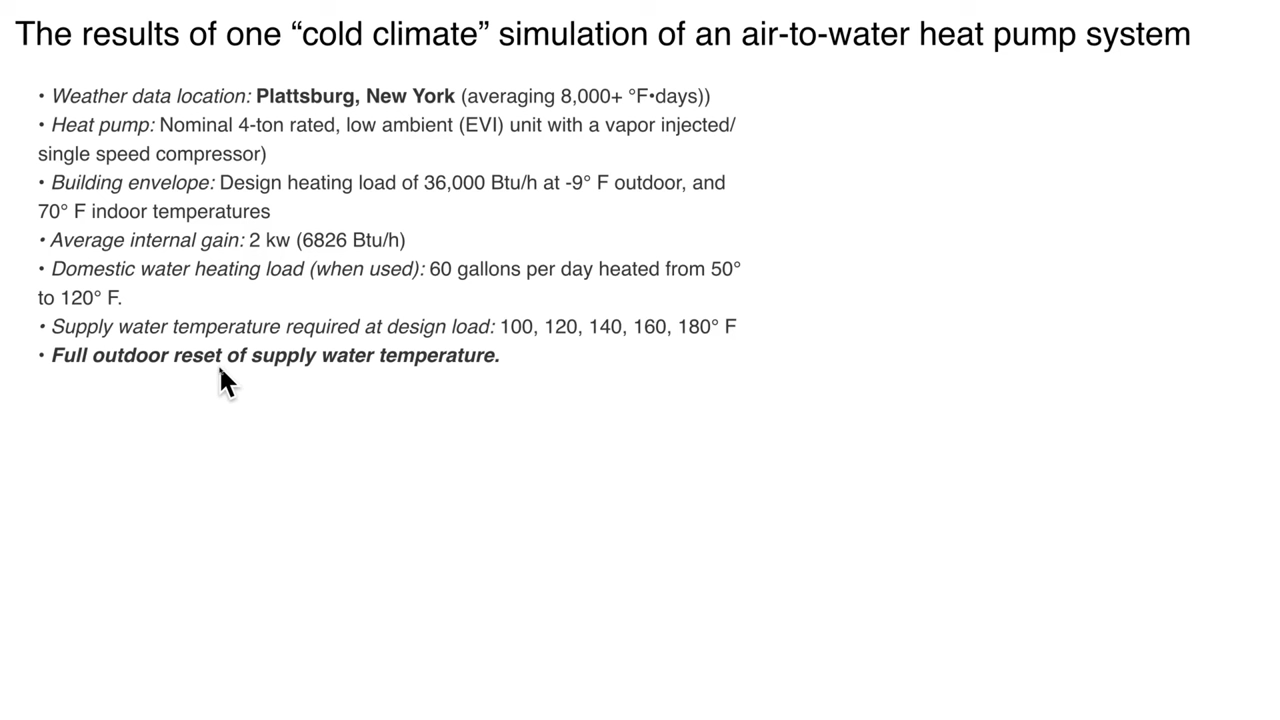 The results of one “cold climate” simulation of an air-to-water heat pump system
• Weather data location: Plattsburg, New York (averaging 8,000+ °F•days))
• Heat pump: Nominal 4-ton rated, low ambient (EVI) unit with a vapor injected/
single speed compressor)
• Building envelope: Design heating load of 36,000 Btu/h at -9° F outdoor, and
70° F indoor temperatures
• Average internal gain: 2 kw (6826 Btu/h)
• Domestic water heating load (when used): 60 gallons per day heated from 50°
to 120° F.
• Supply water temperature required at design load: 100, 120, 140, 160, 180° F
• Full outdoor reset of supply water temperature.